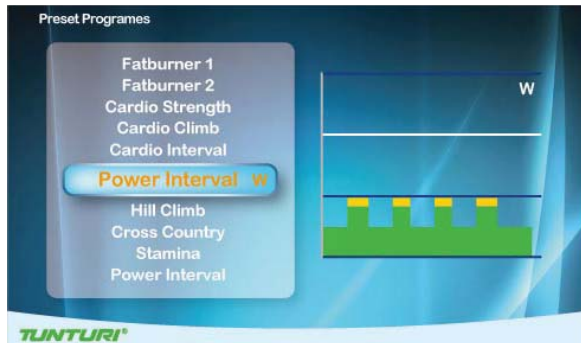 Preset Programes
Fatburner 1
Fatburner 2
Cardio Strength
Cardio Climb
Cardio Interval
Power Interval W
Hill Climb
Cross Country
Stamina
Power Interval
W
TUNTURI®